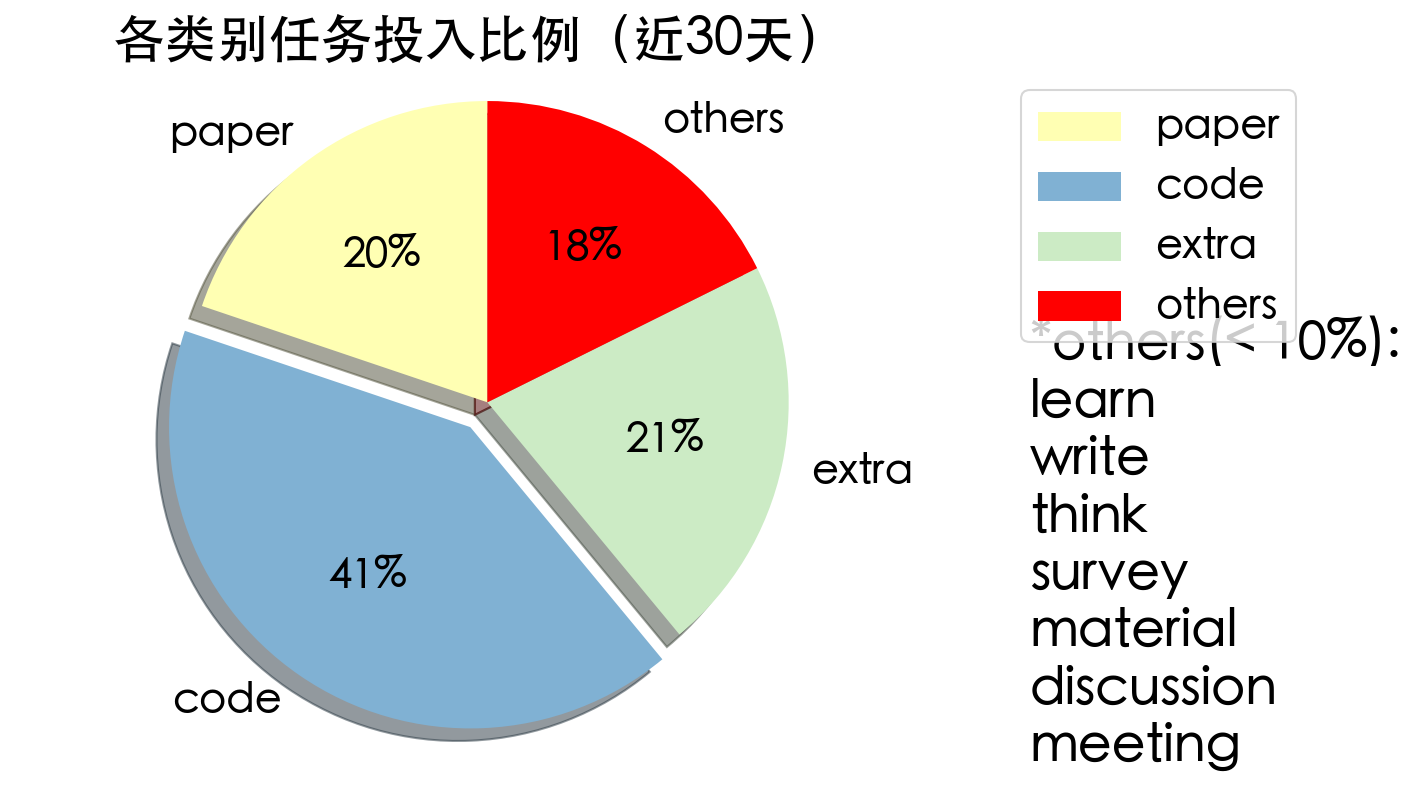 各类别任务投入比例（近30天）
paper
others
20%
18%
21%
extra
41%
code
paper
code
extra
others
*others(< 10%):
learn
write
think
survey
material
discussion
meeting